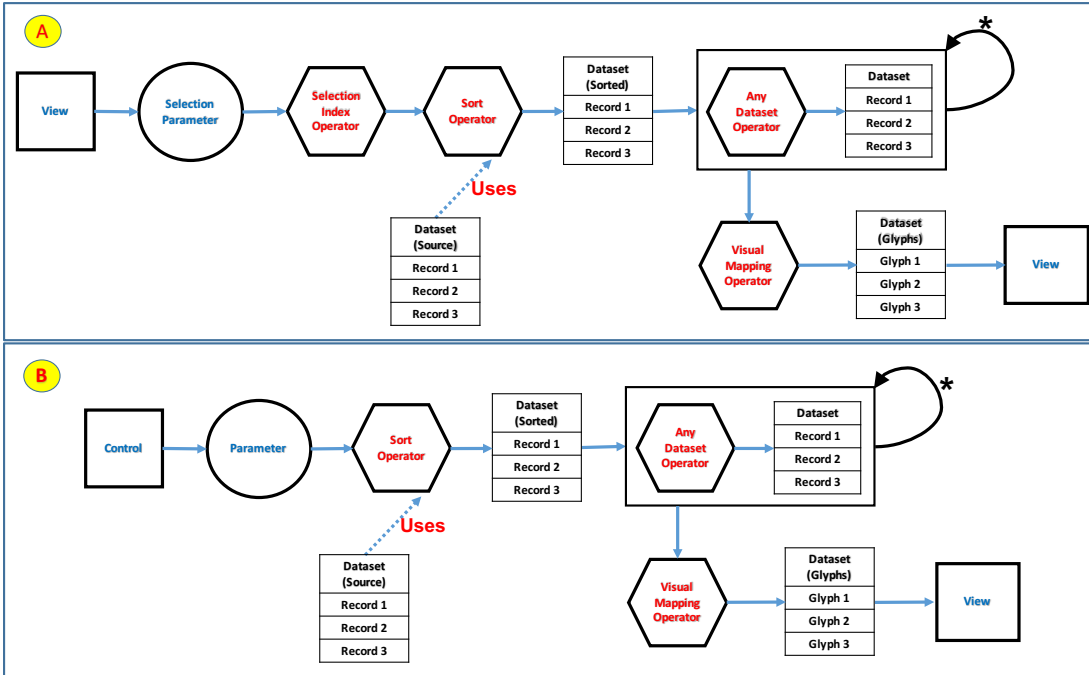 A
*
View
Selection
Parameter
Selection
Index
Operator
Sort
Operator
Dataset
(Sorted)
Record 1
Record 2
Record 3
Any
Dataset
Operator
Dataset
Record 1
Record 2
Record 3
Uses
Dataset
(Source)
Record 1
Record 2
Record 3
Visual
Mapping
Operator
Dataset
(Glyphs)
Glyph 1
Glyph 2
Glyph 3
View
B
*
Control
Parameter
Sort
Operator
Dataset
(Sorted)
Record 1
Record 2
Record 3
Any
Dataset
Operator
Dataset
Record 1
Record 2
Record 3
Uses
Dataset
(Source)
Record 1
Record 2
Record 3
Visual
Mapping
Operator
Dataset
(Glyphs)
Glyph 1
Glyph 2
Glyph 3
View